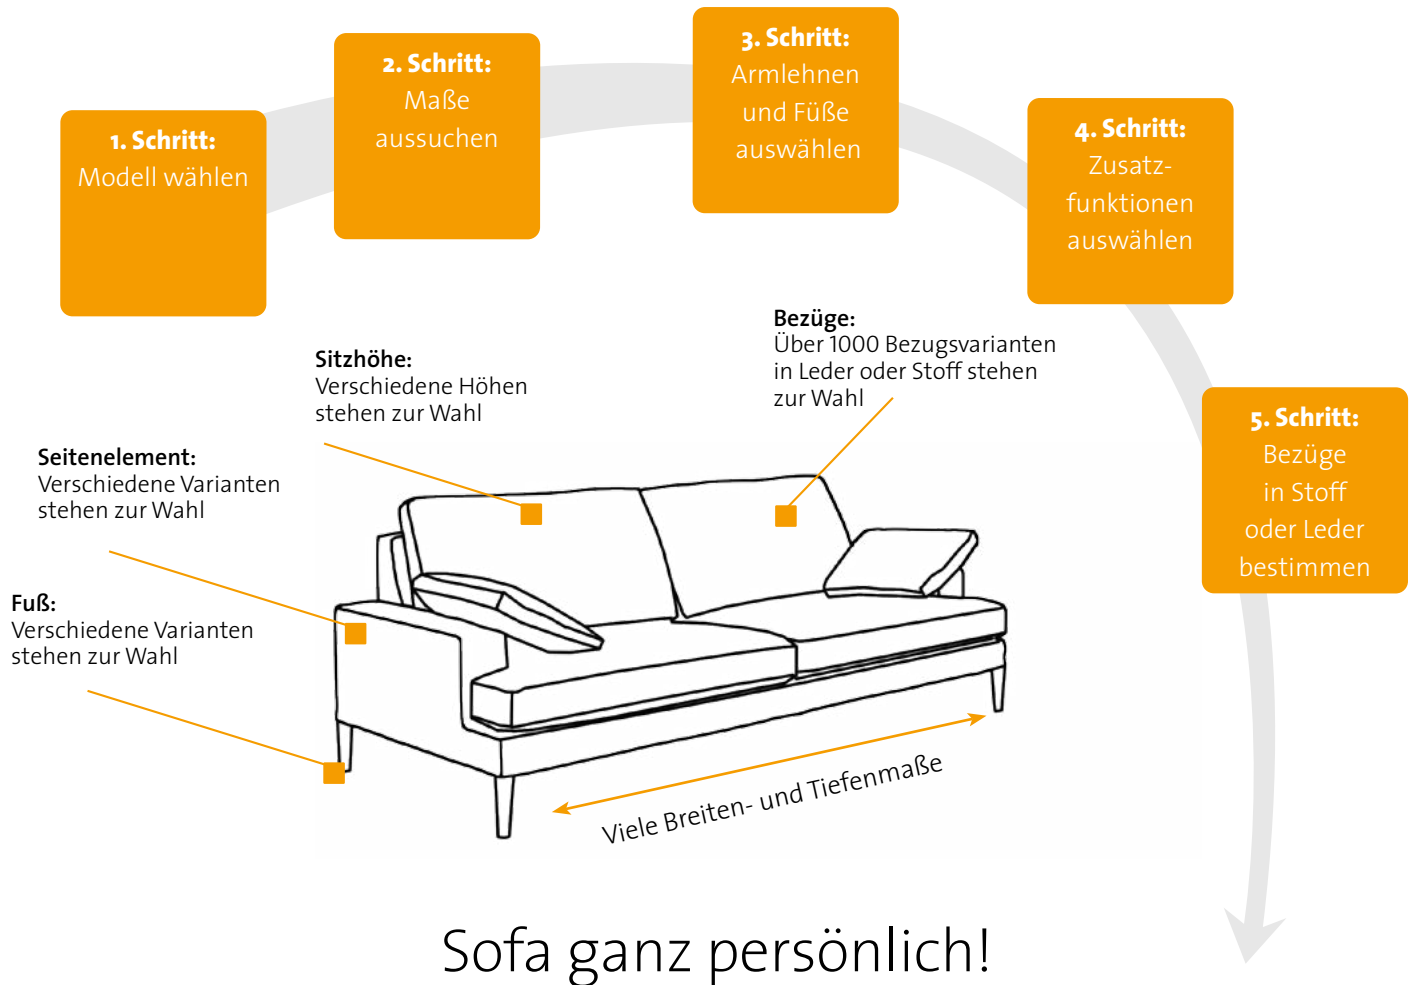 1. Schritt:
Modell wählen
2. Schritt:
Maße
aussuchen
3. Schritt:
Armlehnen
und Füße
auswählen
4. Schritt:
Zusatz-
funktionen
auswählen
5. Schritt:
Bezüge
in Stoff
oder Leder
bestimmen
Bezüge:
Über 1000 Bezugsvarianten
in Leder oder Stoff stehen
zur Wahl
Sitzhöhe:
Verschiedene Höhen
stehen zur Wahl
Seitenelement:
Verschiedene Varianten
stehen zur Wahl
Fuß:
Verschiedene Varianten
stehen zur Wahl
Viele Breiten- und Tiefenmaße
Sofa ganz persönlich!